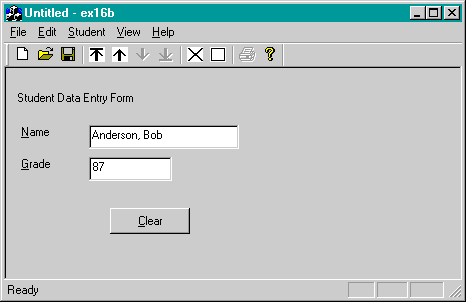 Untitled - ex16b
File Edit Student View Help
Student Data Entry Form
Name Anderson, Bob
Grade 87
Clear
Ready